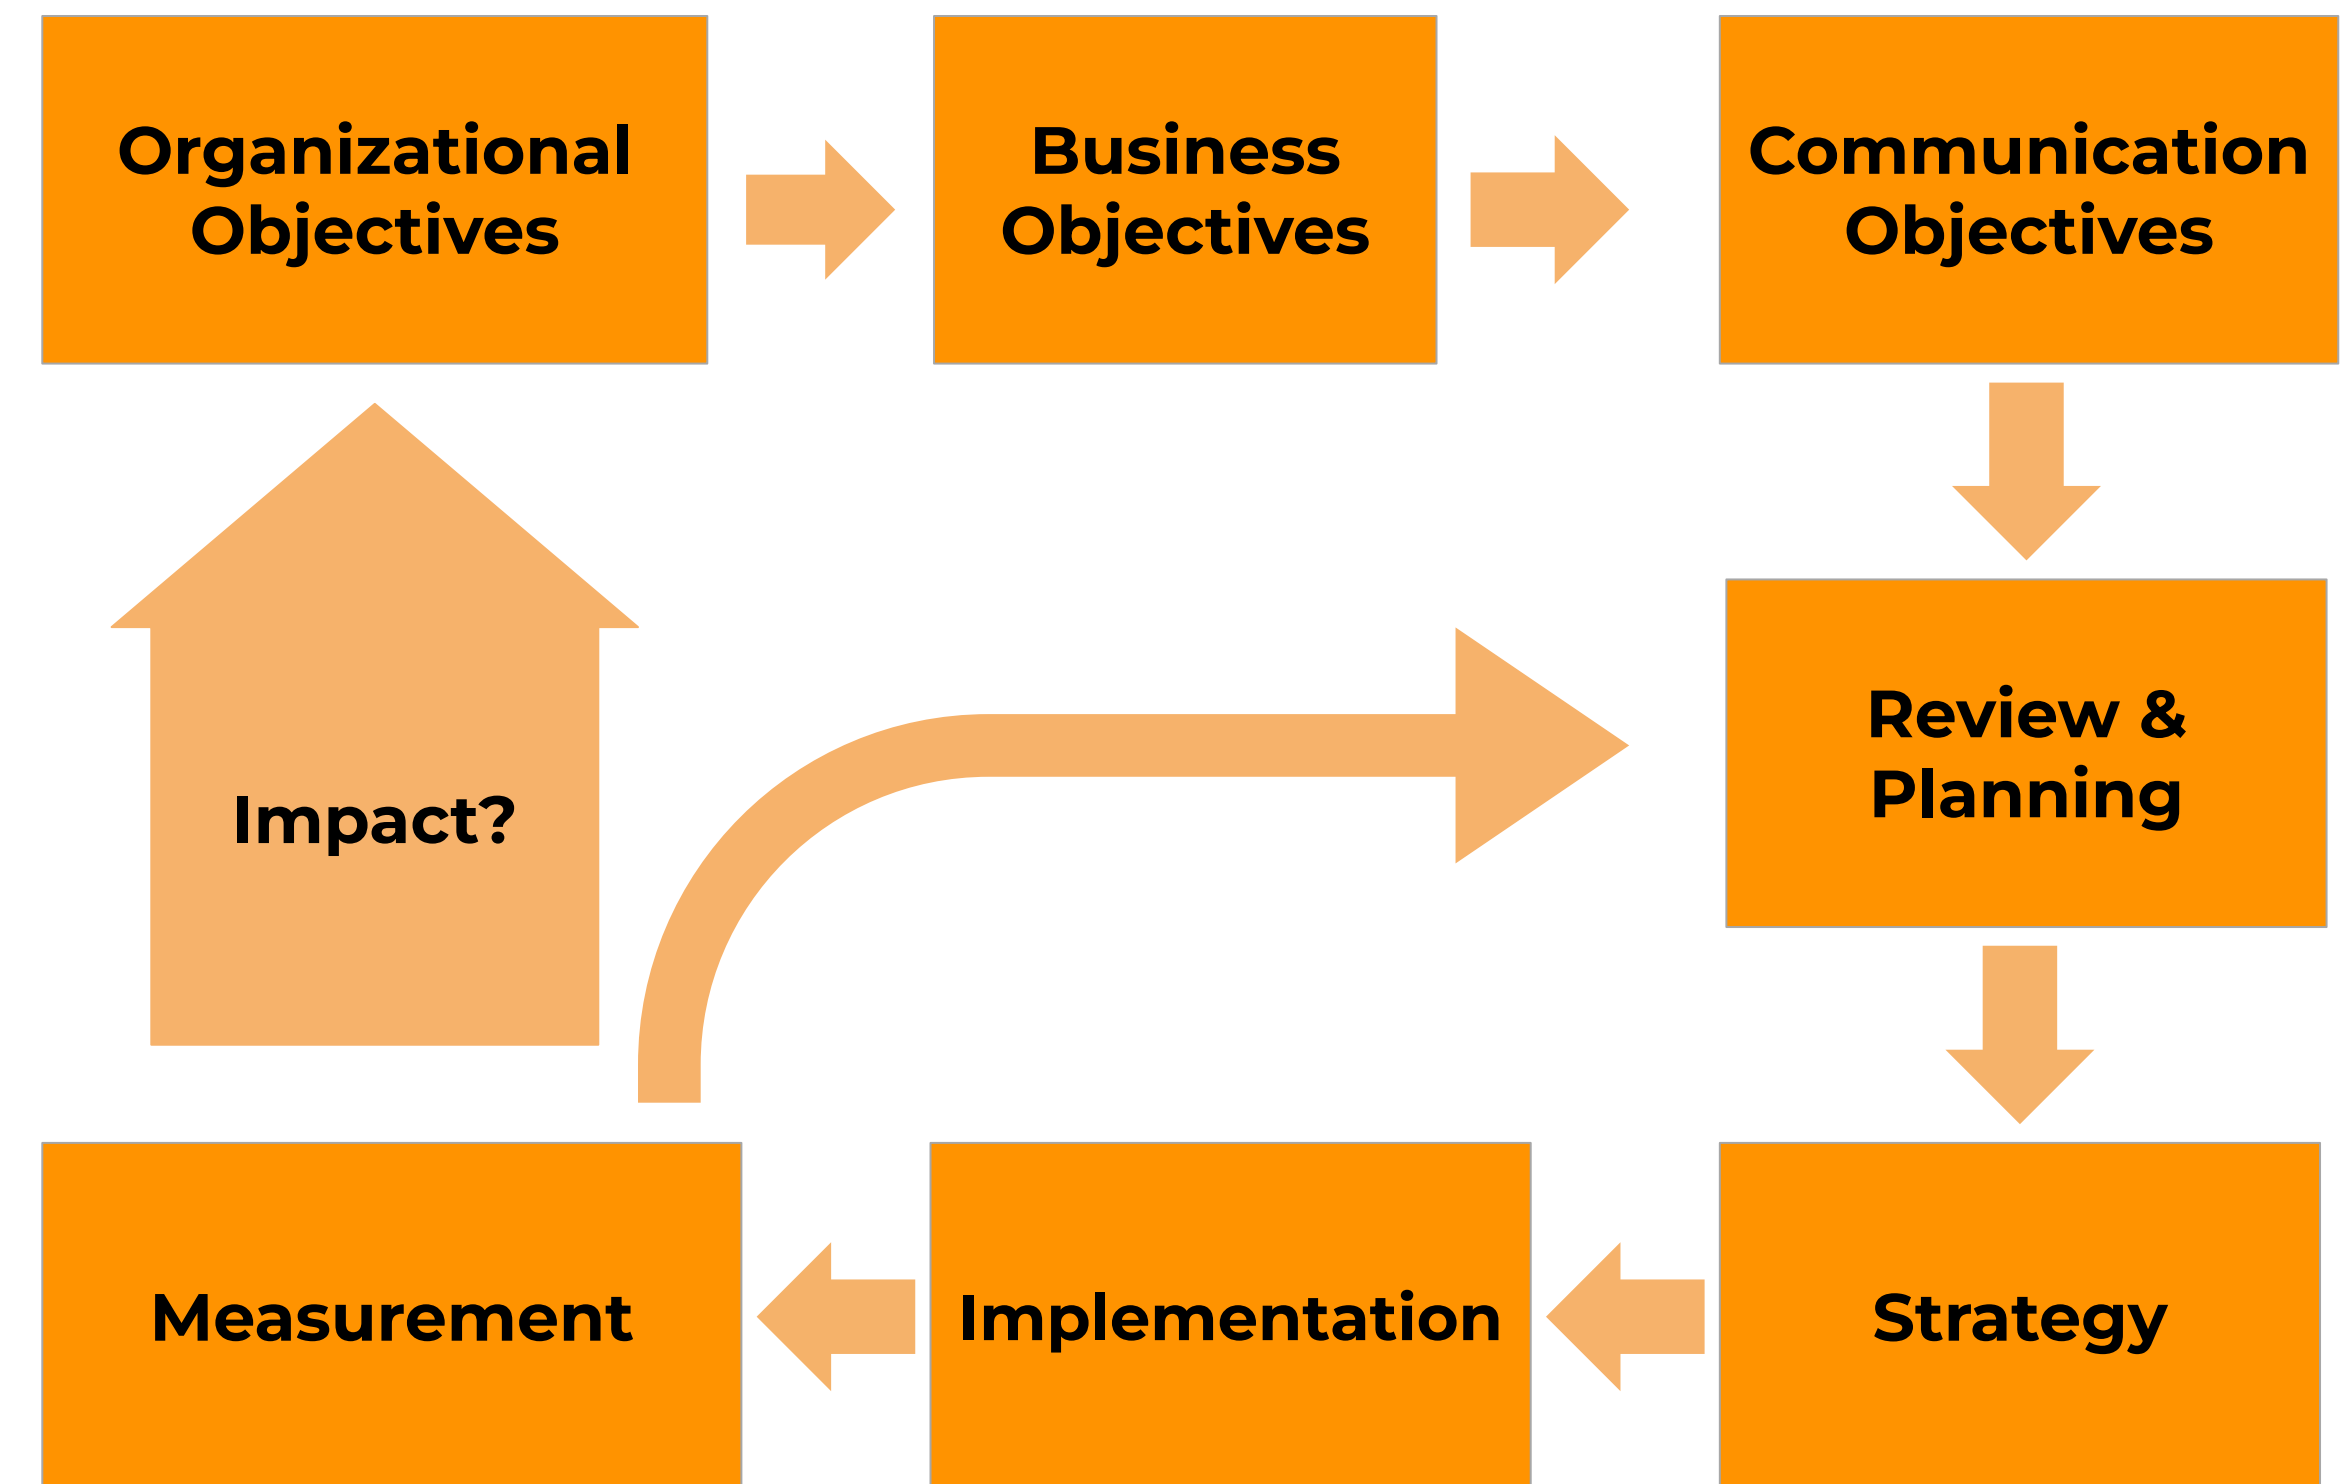 Organizational
Objectives
Business
Objectives
Communication
Objectives
Impact?
Review &
Planning
Measurement
Implementation
Strategy